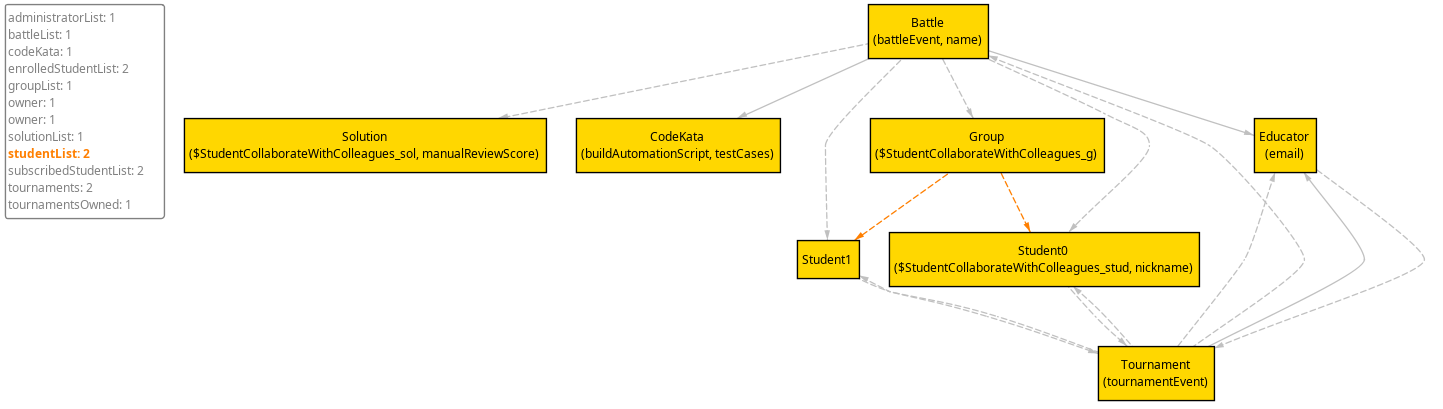 administratorList: 1
battleList: 1
codeKata: 1
enrolledStudentList: 2
groupList: 1
owner: 1
owner: 1
solutionList: 1
studentList: 2
subscribedStudentList: 2
tournaments: 2
tournamentsOwned: 1
Battle
(battleEvent, name)
Solution
($StudentCollaborateWithColleagues_sol, manualReviewScore)
CodeKata
(buildAutomationScript, testCases)
Group
($StudentCollaborateWithColleagues_g)
Educator
(email)
Student1
Student0
($StudentCollaborateWithColleagues_stud, nickname)
Tournament
(tournamentEvent)